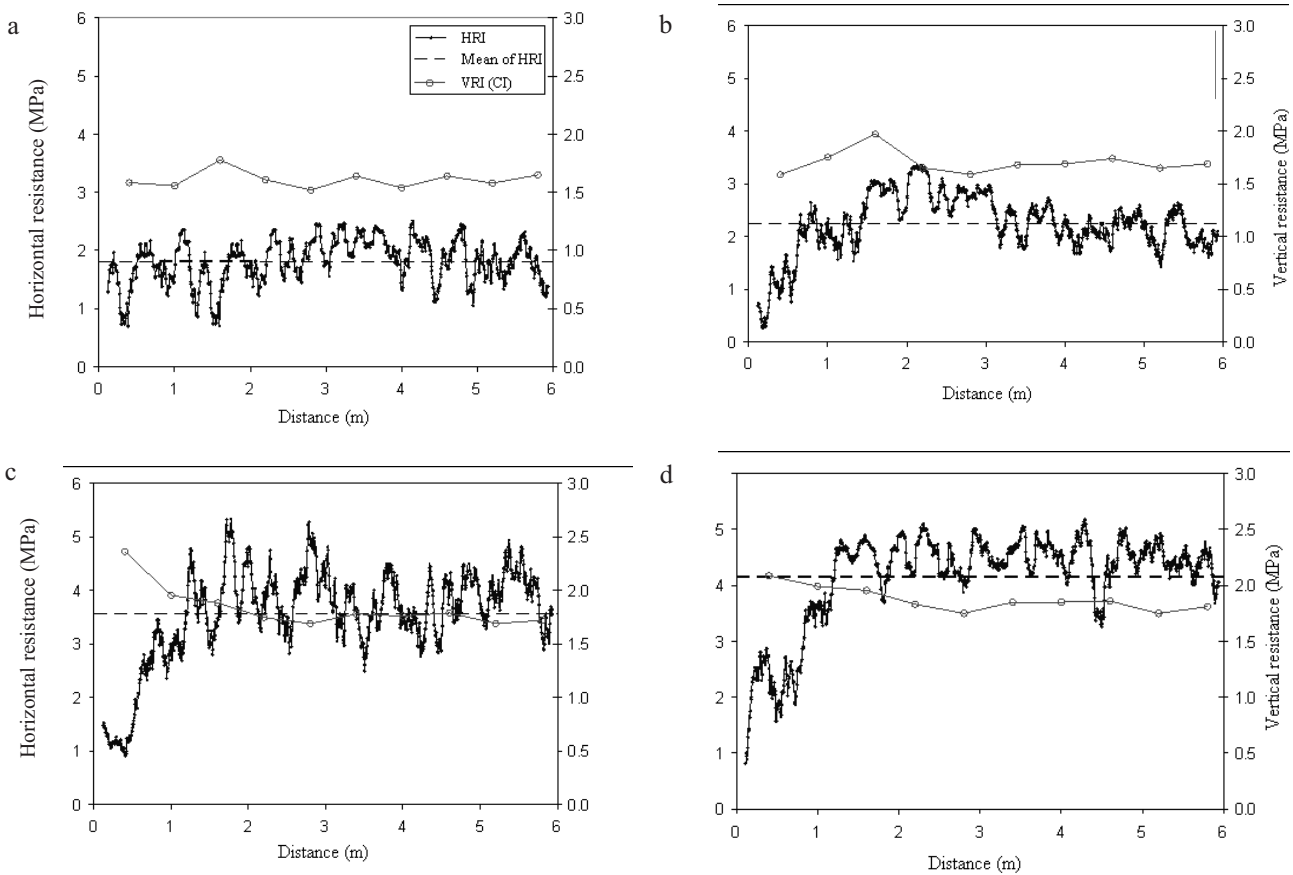 a
HRI
Mean of HRI
VRI (CI)
Horizontal resistance (MPa)
6
5
4
3
2
1
0
3.0
2.5
2.0
1.5
1.0
0.5
0.0
0 1 2 3 4 5 6
Distance (m)
b
6
5
4
3
2
1
0
3.0
2.5
2.0
1.5
1.0
0.5
0.0
Vertical resistance (MPa)
0 1 2 3 4 5 6
Distance (m)
c
Horizontal resistance (MPa)
6
5
4
3
2
1
0
3.0
2.5
2.0
1.5
1.0
0.5
0.0
0 1 2 3 4 5 6
Distance (m)
d
6
5
4
3
2
1
0
3.0
2.5
2.0
1.5
1.0
0.5
0.0
Vertical resistance (MPa)
0 1 2 3 4 5 6
Distance (m)